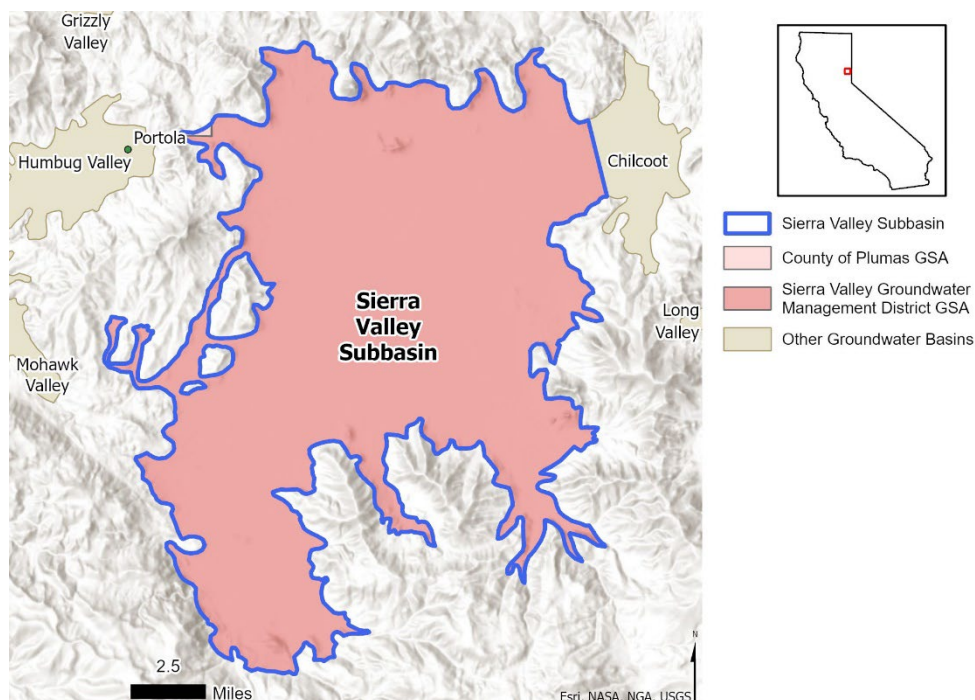 Grizzly
Valley
Portola
Humbug Valley
Chilcoot
Sierra
Valley
Subbasin
Long
Valley
Mohawk
Valley
2.5
Miles
N
Esri, NASA, NGA, USGS
Sierra Valley Subbasin
County of Plumas GSA
Sierra Valley Groundwater
Management District GSA
Other Groundwater Basins